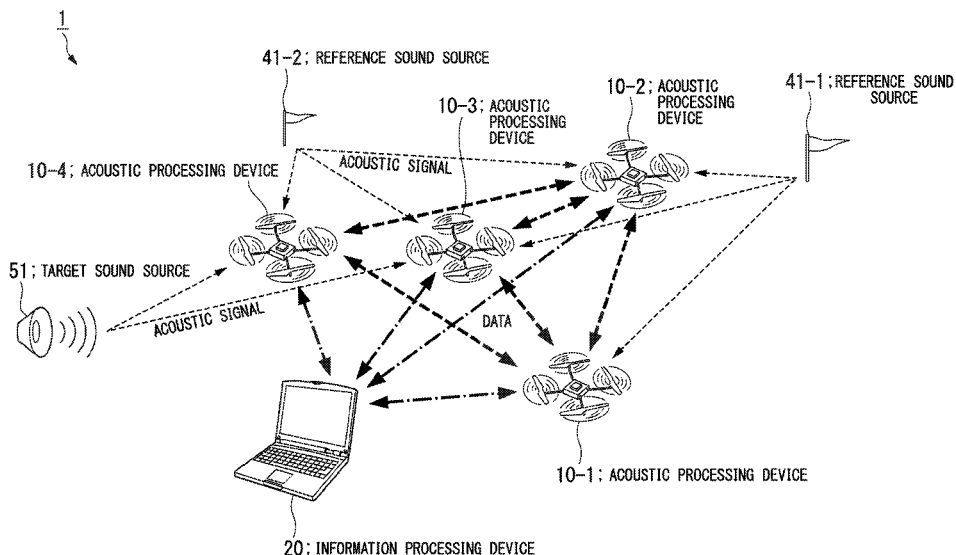 1
41-2; REFERENCE SOUND SOURCE
10-2; ACOUSTIC
PROCESSING
DEVICE
41-1; REFERENCE SOUND
SOURCE
10-3; ACOUSTIC
PROCESSING
DEVICE
ACOUSTIC SIGNAL
10-4; ACOUSTIC PROCESSING DEVICE
51; TARGET SOUND SOURCE
ACOUSTIC SIGNAL
DATA
10-1; ACOUSTIC PROCESSING DEVICE
20; INFORMATION PROCESSING DEVICE